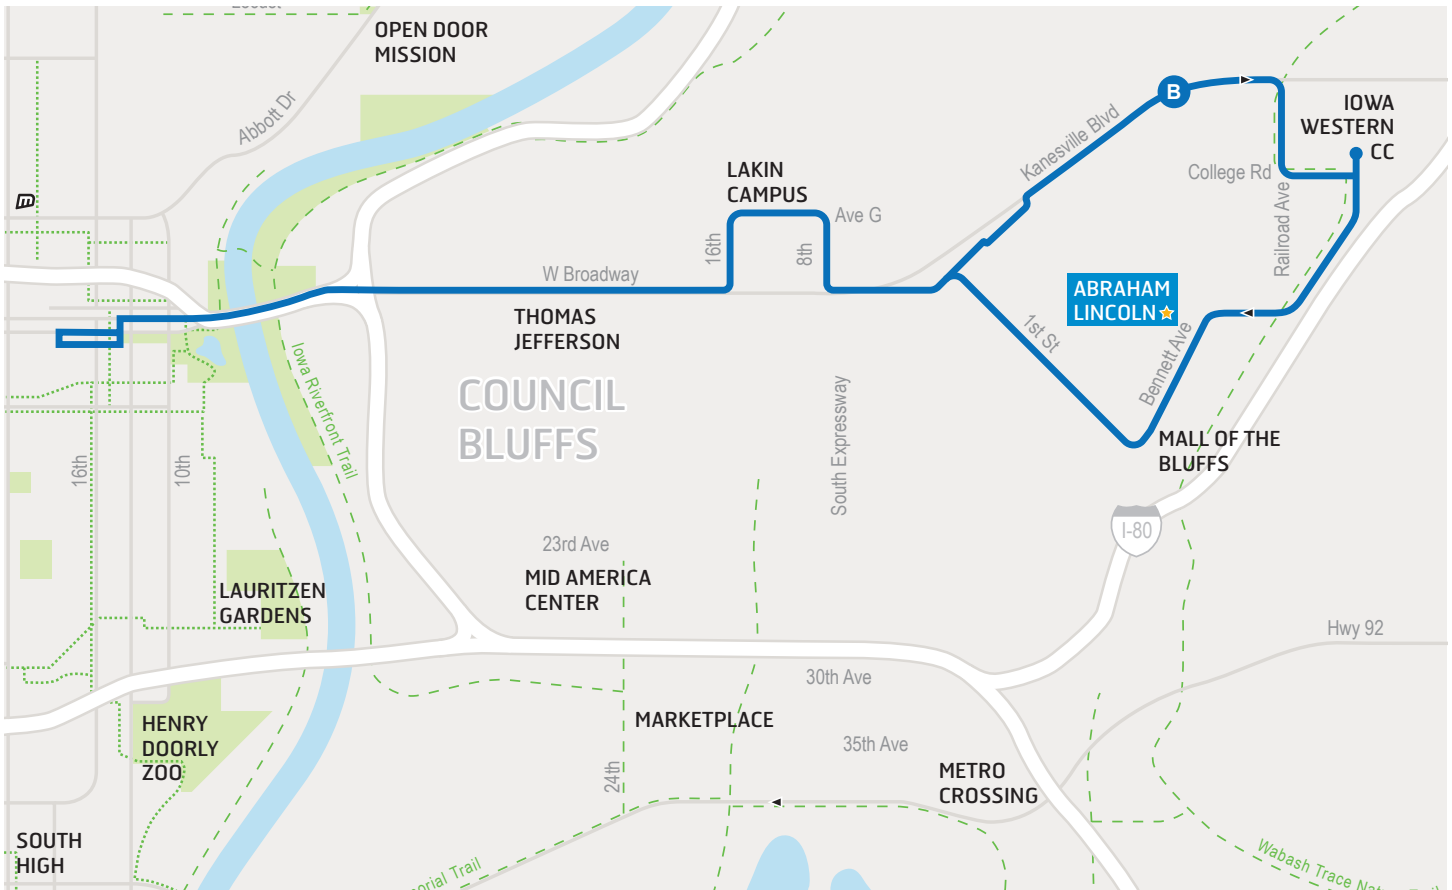 OPEN DOOR
MISSION
Abbott Dr
B
IOWA
WESTERN
CC
Kanesville Blvd
College Rd
LAKIN
CAMPUS
Ave G
16th
8th
Railroad Ave
W Broadway
ABRAHAM
LINCOLN
THOMAS
JEFFERSON
1st St
Bennett Ave
Iowa Riverfront Trail
COUNCIL
BLUFFS
South Expressway
MALL OF THE
BLUFFS
16th
10th
I-80
23rd Ave
MID AMERICA
CENTER
LAURITZEN
GARDENS
Hwy 92
30th Ave
MARKETPLACE
HENRY
DOORLY
ZOO
35th Ave
24th
METRO
CROSSING
SOUTH
HIGH
Trail
Wabash Trace